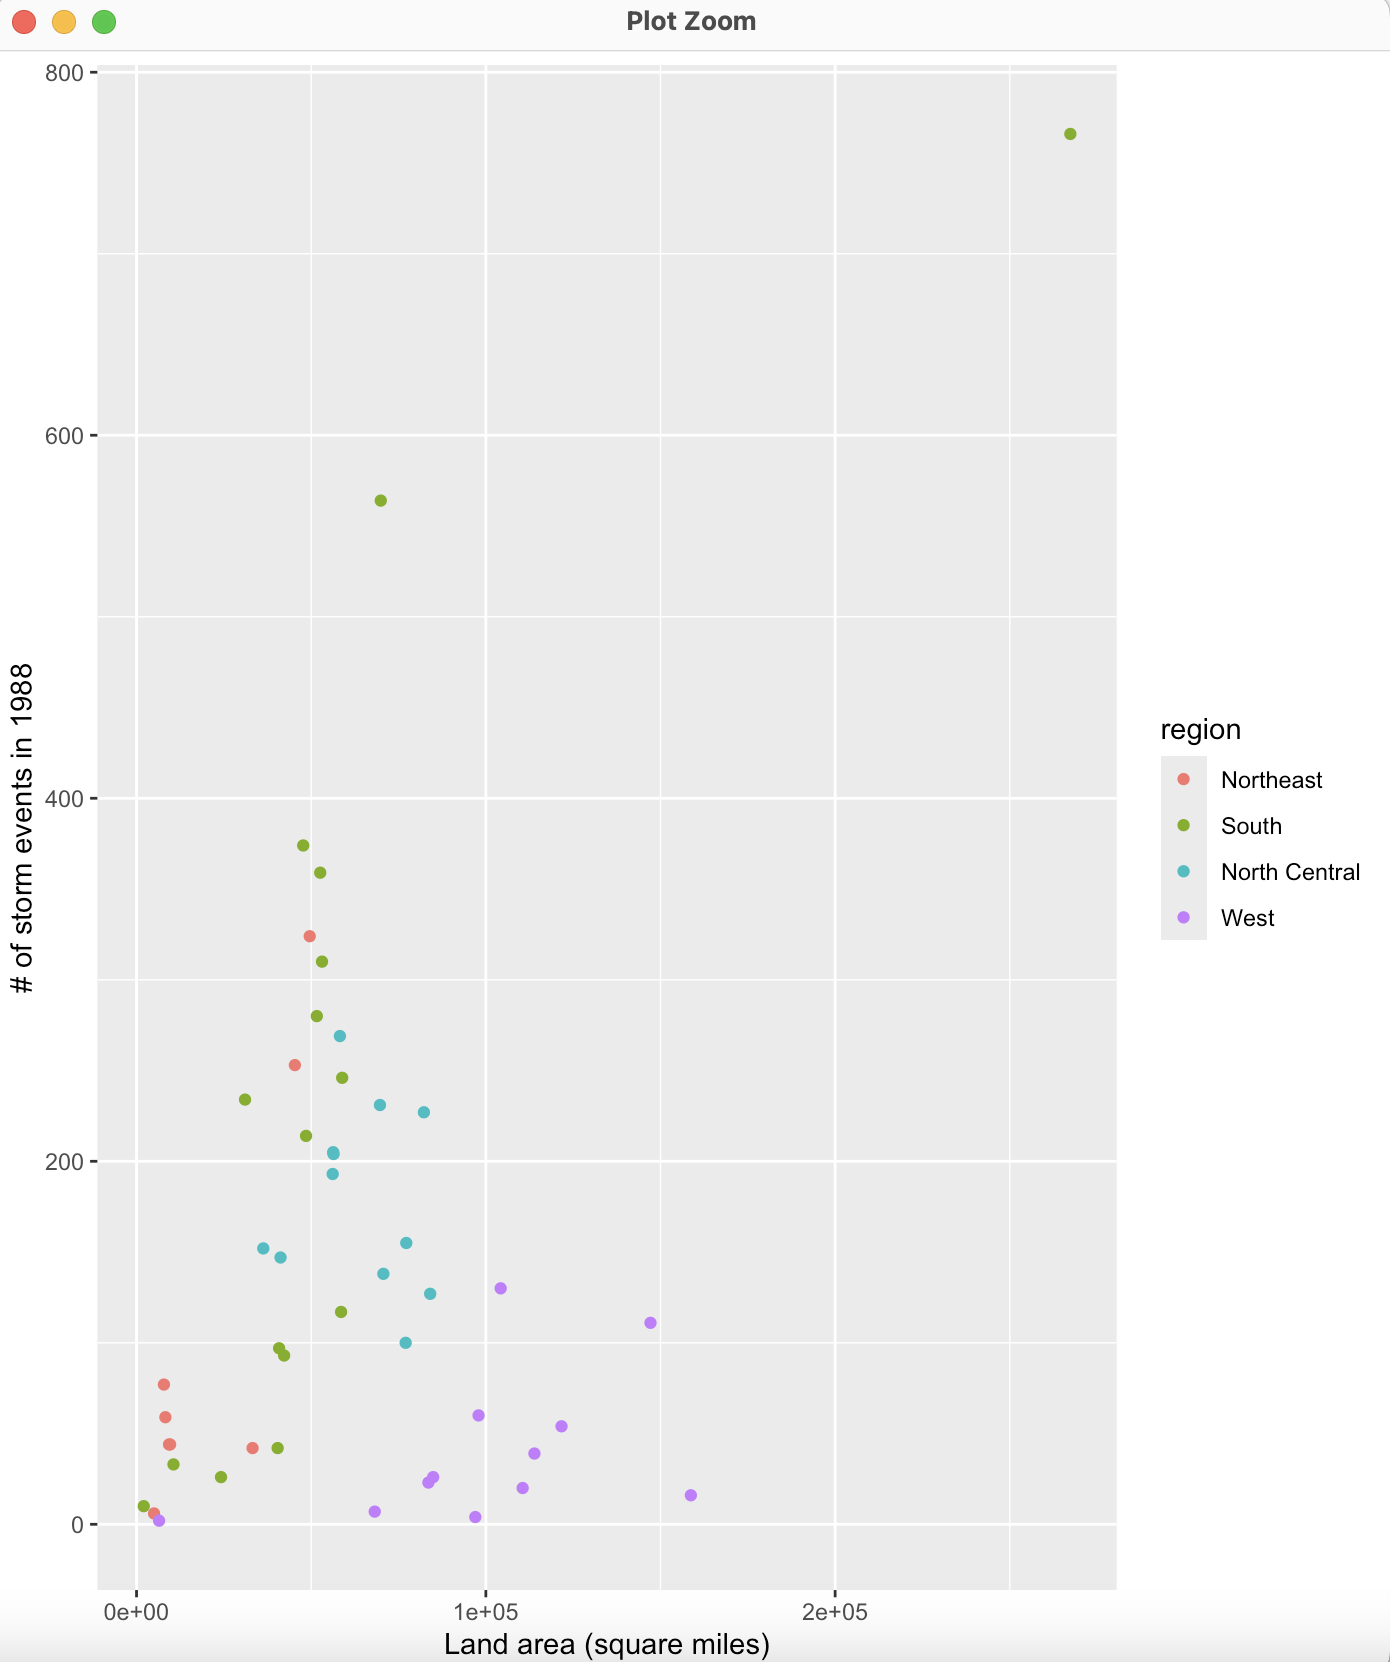 Plot Zoom
800
600
400
200
0
# of storm events in 1988
0e+00 1e+05 2e+05
Land area (square miles)
region
Northeast
South
North Central
West